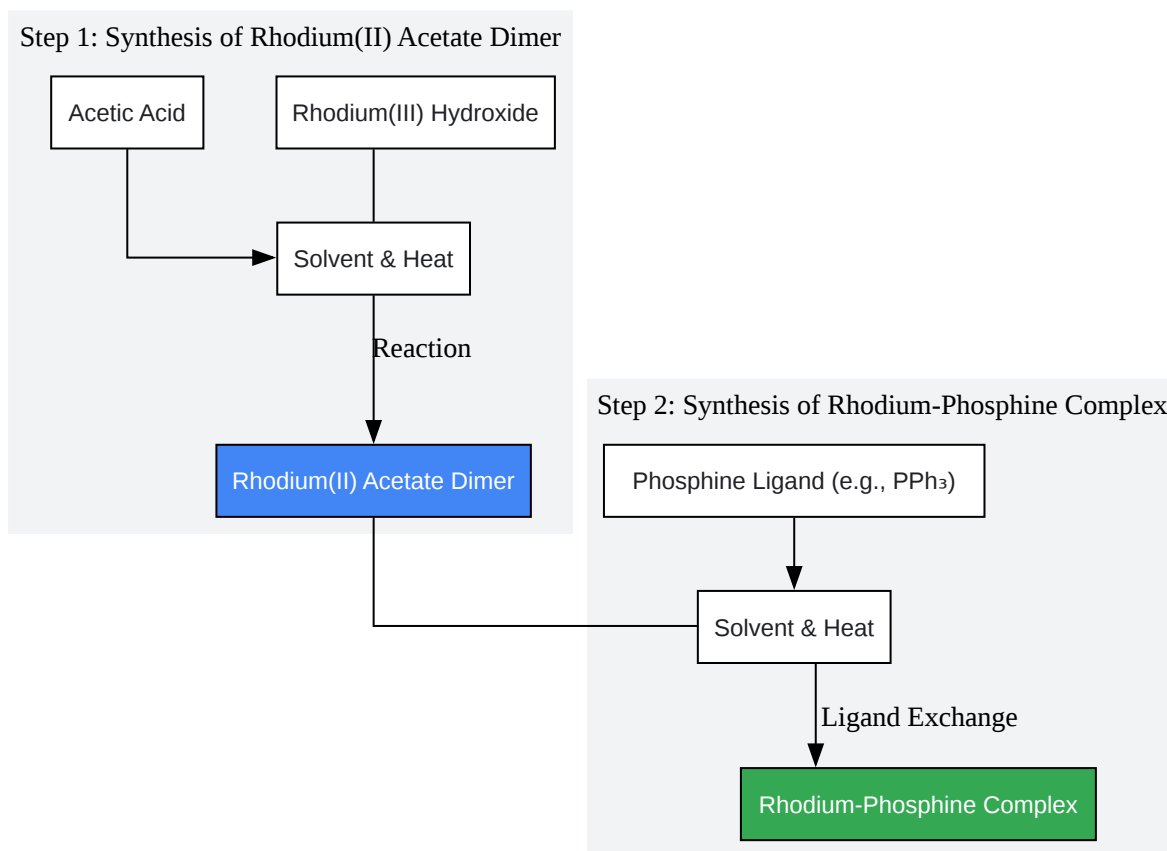 Step 1: Synthesis of Rhodium(II) Acetate Dimer
Acetic Acid
Rhodium(III) Hydroxide
Solvent & Heat
Reaction
Rhodium(II) Acetate Dimer
Step 2: Synthesis of Rhodium-Phosphine Complex
Phosphine Ligand (e.g., PPh₃)
Solvent & Heat
Ligand Exchange
Rhodium-Phosphine Complex